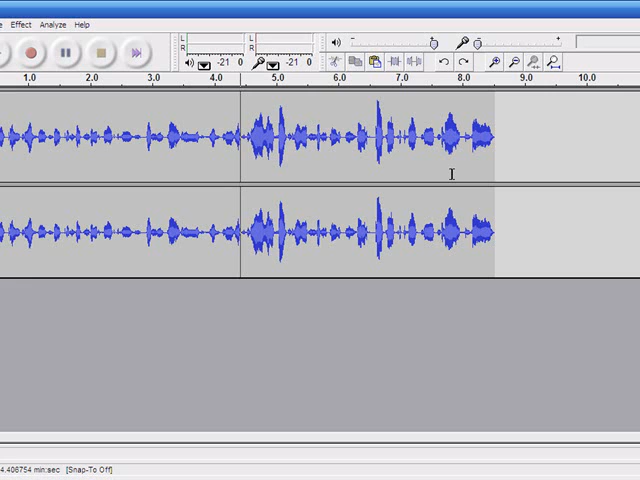 Effect Analyze Help
L L
R R
-21 0 -21 0
1.0 2.0 3.0 4.0 5.0 6.0 7.0 8.0 9.0 10.0
4.406754 min:sec [Snap-To Off]